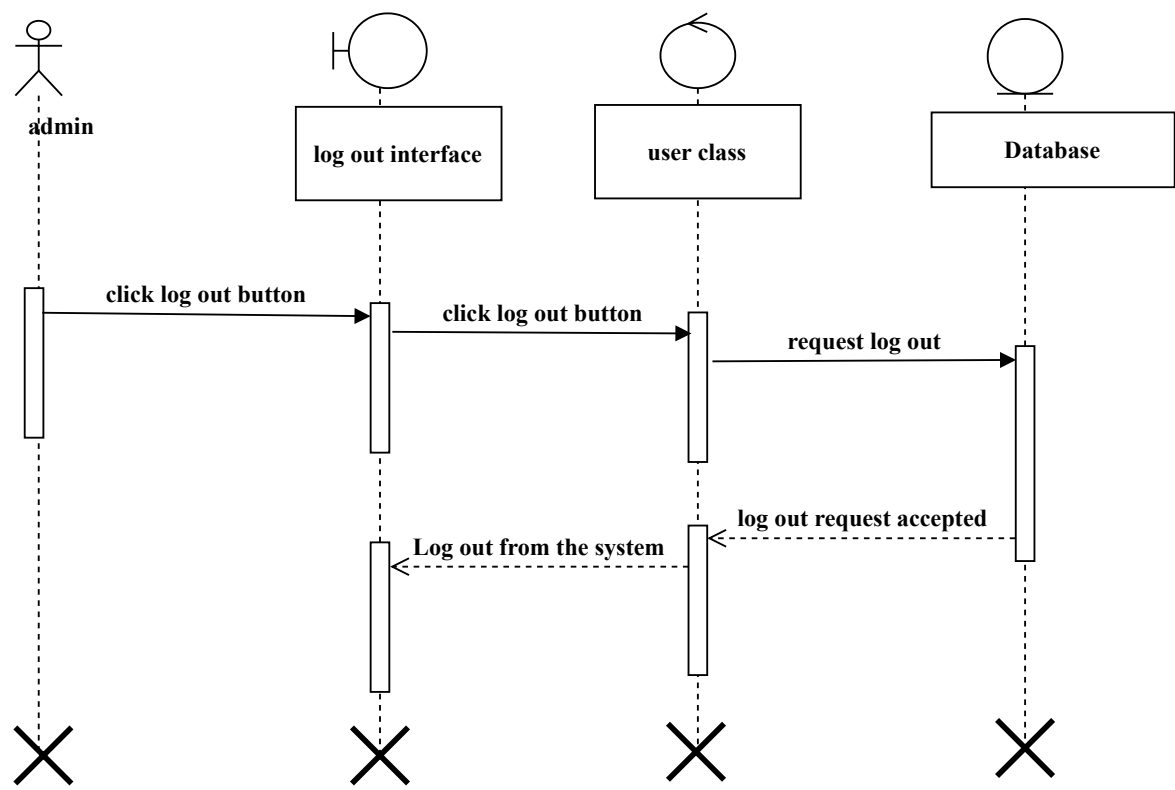 admin
log out interface
user class
Database
click log out button
click log out button
request log out
log out request accepted
Log out from the system